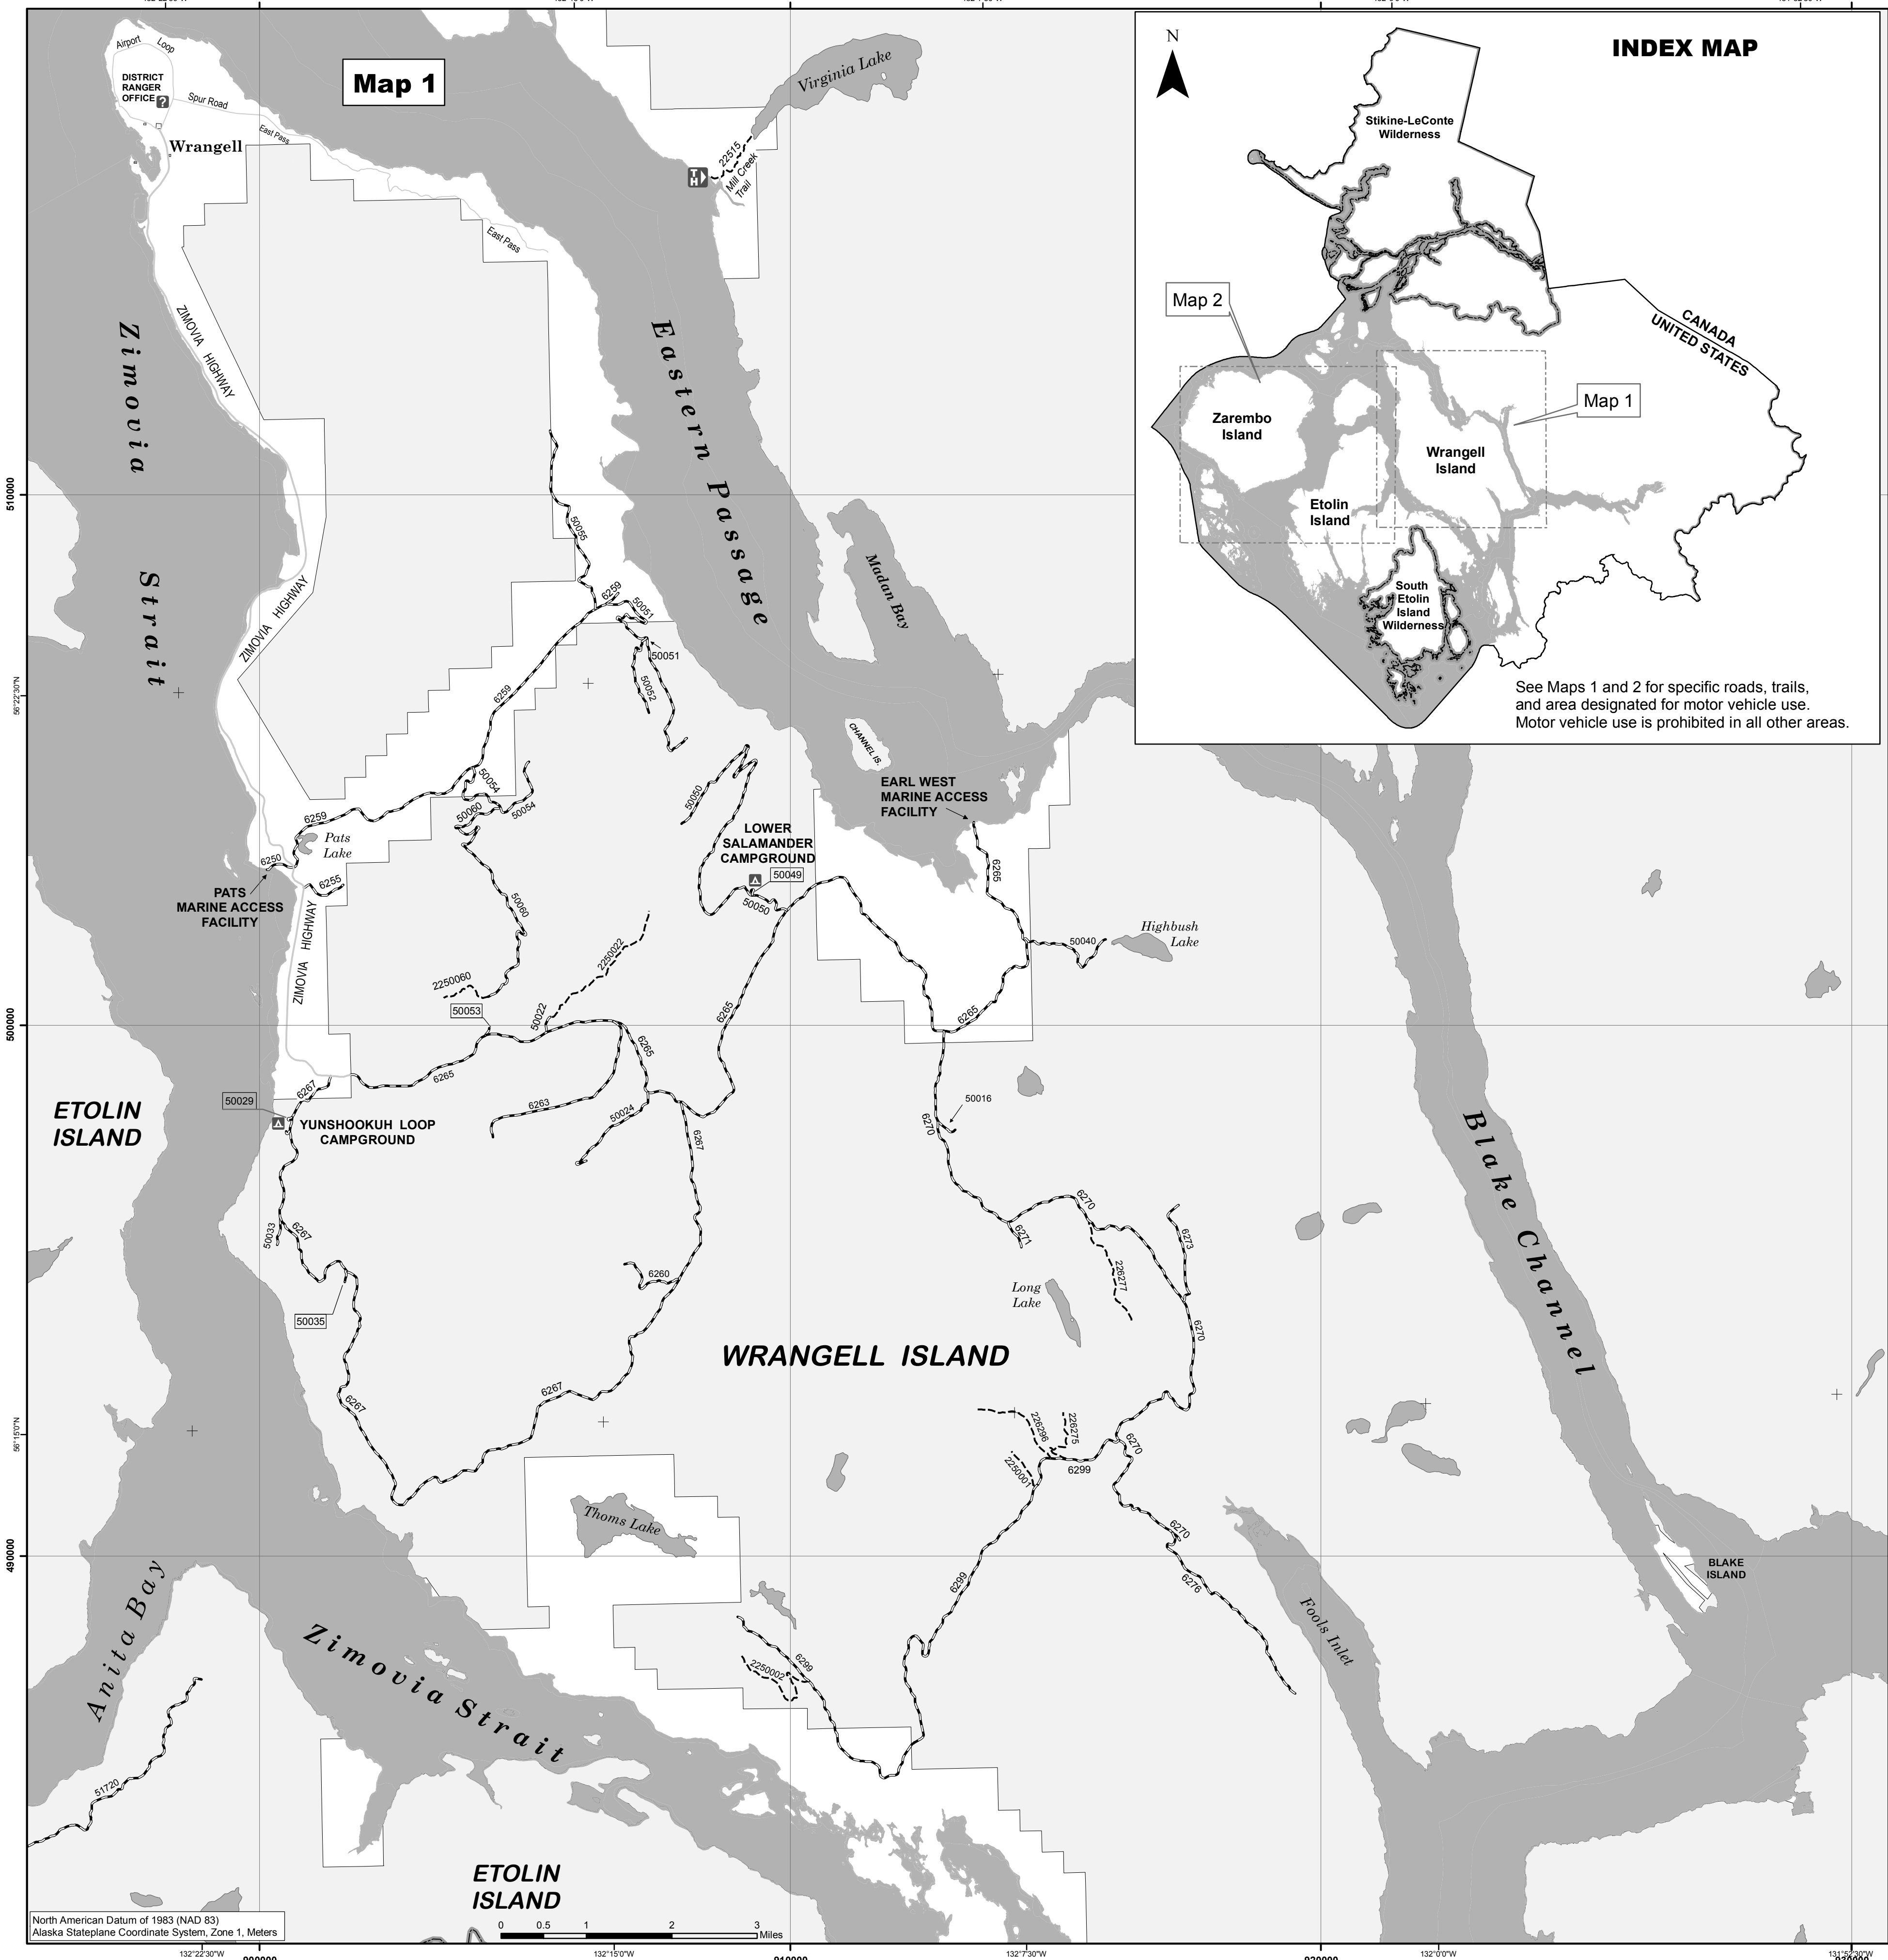 Map 1
Airport Loop
DISTRICT
RANGER
OFFICE
?
Spur Road
East Pass
Wrangell
East Pass
Virginia Lake
TH
22515
Mill Creek
Trail
ZIMOVIA HIGHWAY
Zimovia Strait
Eastern Passage
Madan Bay
ZIMOVIA HIGHWAY
50055
6259
50051
50051
50052
6259
CHANNEL IS.
50054
50060
50054
50050
6259
Pats
Lake
6250
6255
PATS
MARINE ACCESS
FACILITY
ZIMOVIA HIGHWAY
LOWER
SALAMANDER
CAMPGROUND
50049
50050
EARL WEST
MARINE ACCESS
FACILITY
6265
50040
Highbush
Lake
50060
2250022
2250060
50053
50022
6265
6265
6265
6265
6263
50024
6267
50029
YUNSHOOKUH LOOP
CAMPGROUND
ETOLIN
ISLAND
50016
6270
6267
50033
6267
50035
6260
6271
6270
6273
226277
Long
Lake
6270
WRANGELL ISLAND
Blake Channel
6267
6267
226296
226275
6270
2250001
6299
Thoms Lake
6270
6276
6299
Fools Inlet
BLAKE
ISLAND
Anita Bay
Zimovia Strait
6299
2250002
51720
ETOLIN
ISLAND
North American Datum of 1983 (NAD 83)
Alaska Stateplane Coordinate System, Zone 1, Meters
0 0.5 1 2 3
Miles
510000
56°22'30"N
500000
56°15'0"N
490000
132°22'30"W
132°15'0"W
132°7'30"W
132°0'0"W
131°52'30"W
INDEX MAP
N
Stikine-LeConte
Wilderness
Map 2
CANADA
UNITED STATES
Map 1
Zarembo
Island
Wrangell
Island
Etolin
Island
South
Etolin
Island
Wilderness
See Maps 1 and 2 for specific roads, trails,
and area designated for motor vehicle use.
Motor vehicle use is prohibited in all other areas.